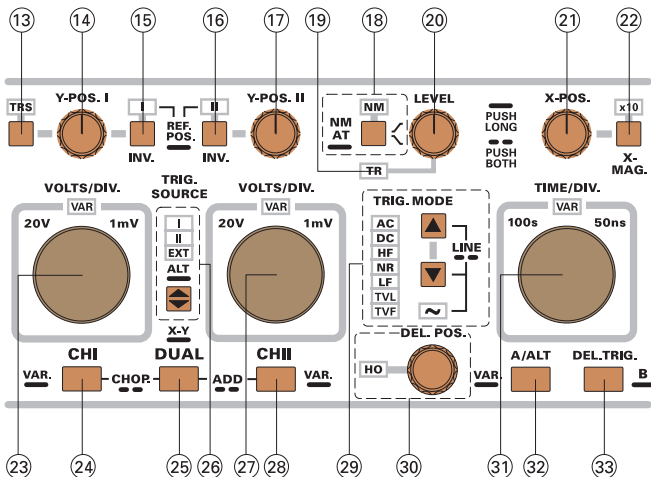 13 14 15 16 17 18 19 20 21 22
TRS
Y-POS. I
I
II
Y-POS. II
NM
LEVEL
X-POS.
x10
REF.
POS.
NM
AT
PUSH
LONG
PUSH
BOTH
INV.
INV.
X-
MAG.
TR
VOLTS/DIV.
TRIG.
SOURCE
VOLTS/DIV.
TRIG. MODE
TIME/DIV.
VAR
VAR
VAR
20V
1mV
20V
1mV
100s
50ns
I
II
EXT
ALT
AC
DC
HF
NR
LF
TVL
TVF
LINE
~
X-Y
DEL. POS.
CHI
DUAL
CHII
HO
A/ALT
DEL.TRIG.
VAR.
CHOP.
ADD
VAR.
VAR.
B
23 24 25 26 27 28 29 30 31 32 33